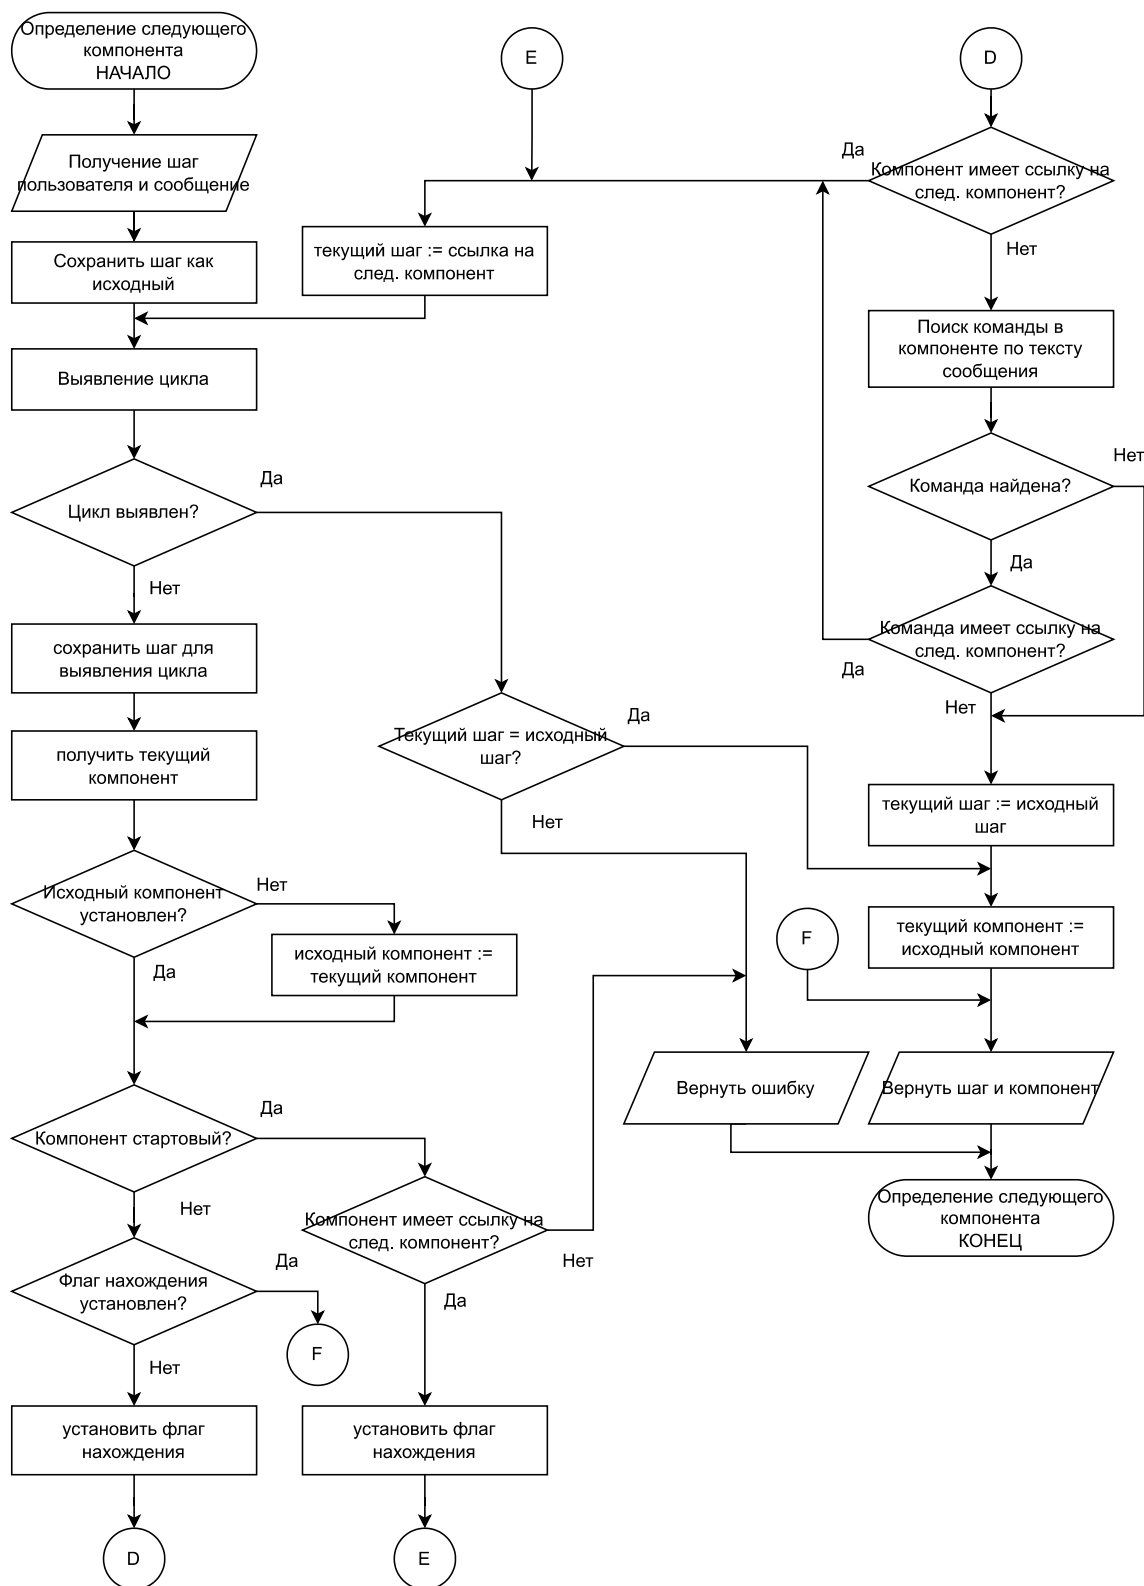 Определение следующего
компонента
НАЧАЛО
Получение шаг
пользователя и сообщение
Сохранить шаг как
исходный
Выявление цикла
Цикл выявлен?
Да
Нет
сохранить шаг для
выявления цикла
получить текущий
компонент
Исходный компонент
установлен?
Нет
Да
исходный компонент :=
текущий компонент
Компонент стартовый?
Да
Нет
Флаг нахождения
установлен?
Да
F
Нет
установить флаг
нахождения
D
E
текущий шаг := ссылка на
след. компонент
Текущий шаг = исходный
шаг?
Да
Нет
Компонент имеет ссылку на
след. компонент?
Нет
Да
установить флаг
нахождения
E
D
Да
Компонент имеет ссылку на
след. компонент?
Нет
Поиск команды в
компоненте по тексту
сообщения
Команда найдена?
Нет
Да
Команда имеет ссылку на
след. компонент?
Да
Нет
текущий шаг := исходный
шаг
F
текущий компонент :=
исходный компонент
Вернуть ошибку
Вернуть шаг и компонент
Определение следующего
компонента
КОНЕЦ